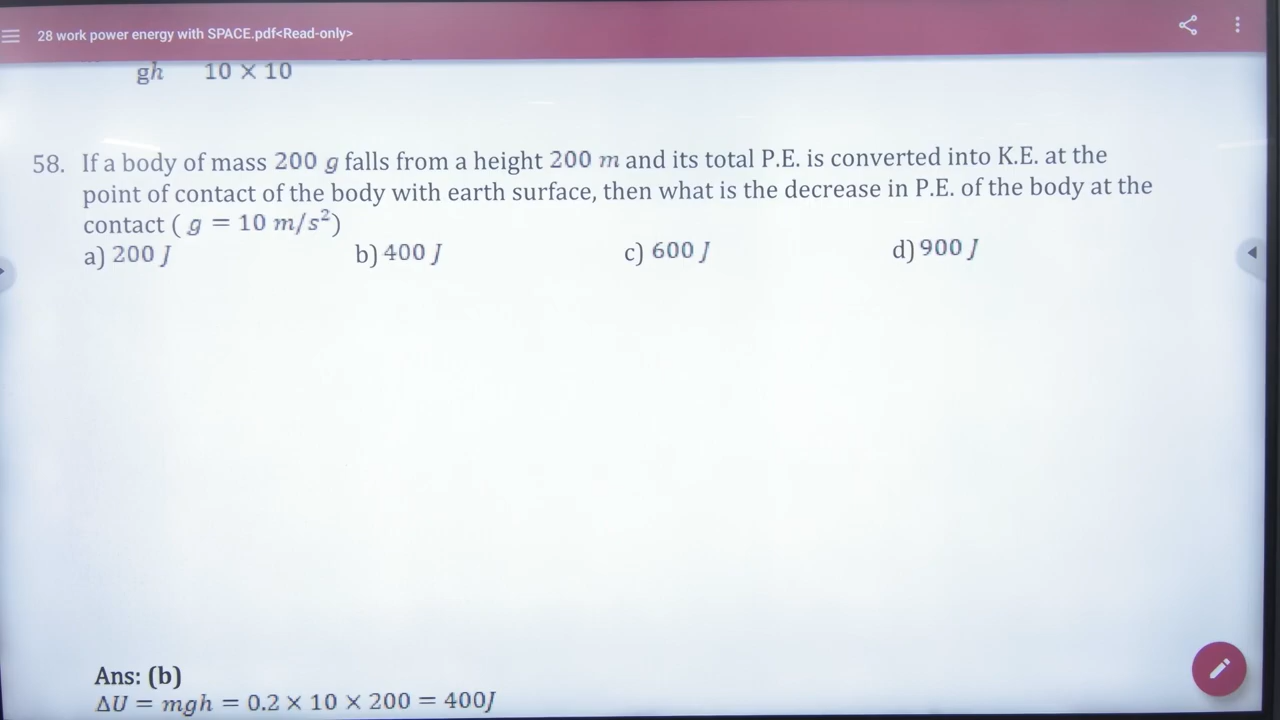 28 work power energy with SPACE.pdf<Read-only>
gh 10 × 10
58. If a body of mass 200 g falls from a height 200 m and its total P.E. is converted into K.E. at the
point of contact of the body with earth surface, then what is the decrease in P.E. of the body at the
contact ( g = 10 m/s²)
a) 200 J b) 400 J c) 600 J d) 900 J
Ans: (b)
ΔU = mgh = 0.2 × 10 × 200 = 400J